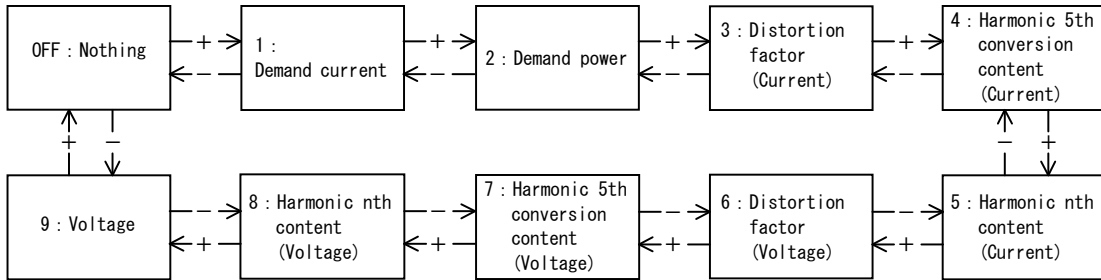 OFF：Nothing
+
−
1：
Demand current
+
−
2：Demand power
+
−
3：Distortion
factor
(Current)
+
−
4：Harmonic 5th
conversion
content
(Current)
+
−
−
+
9：Voltage
−
+
8：Harmonic nth
content
(Voltage)
−
+
7：Harmonic 5th
conversion
content
(Voltage)
−
+
6：Distortion
factor
(Voltage)
−
+
5：Harmonic nth
content
(Current)